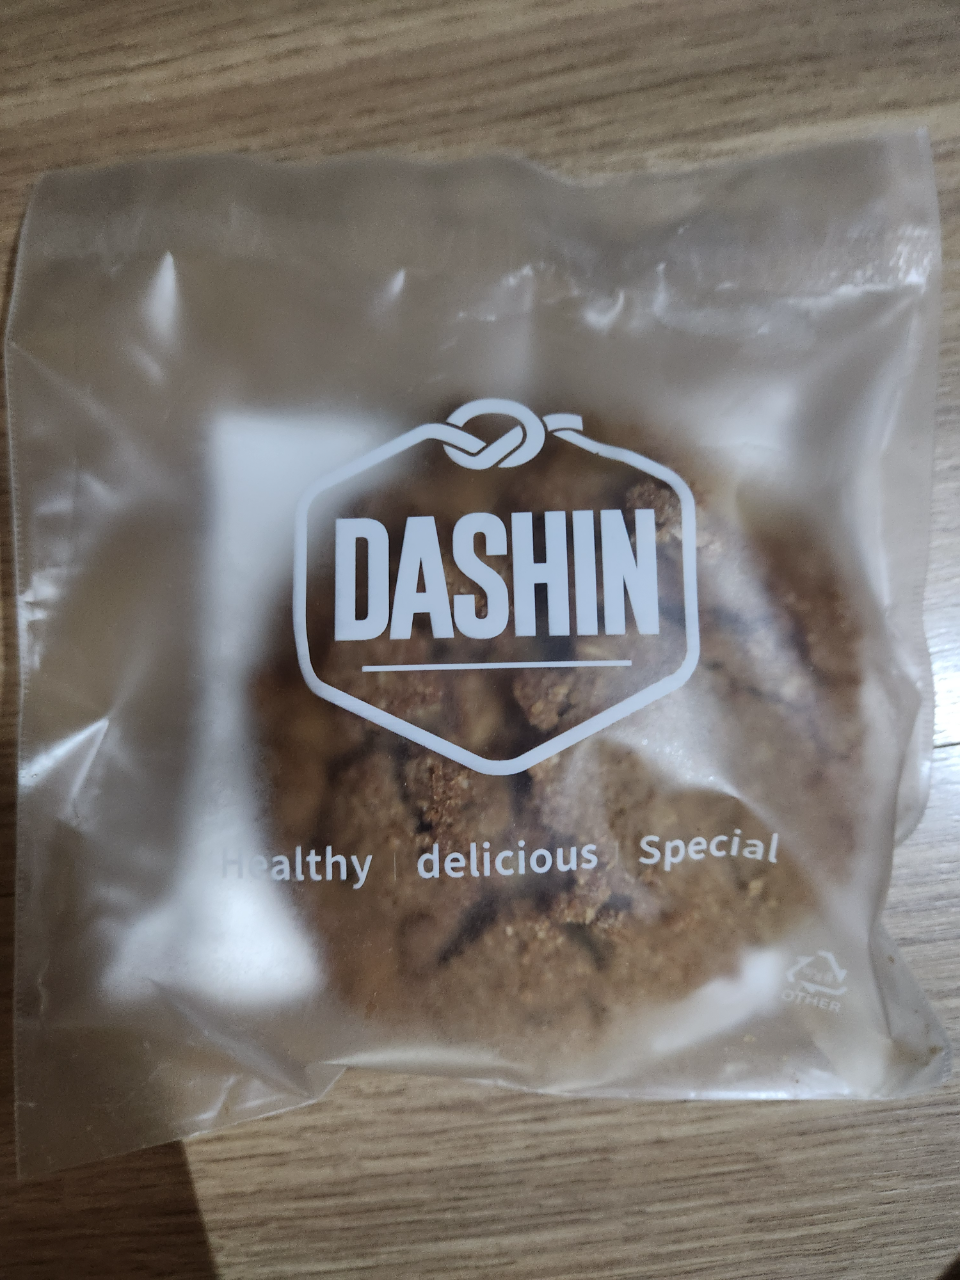 DASHIN
Healthy | delicious | Special
OTHER